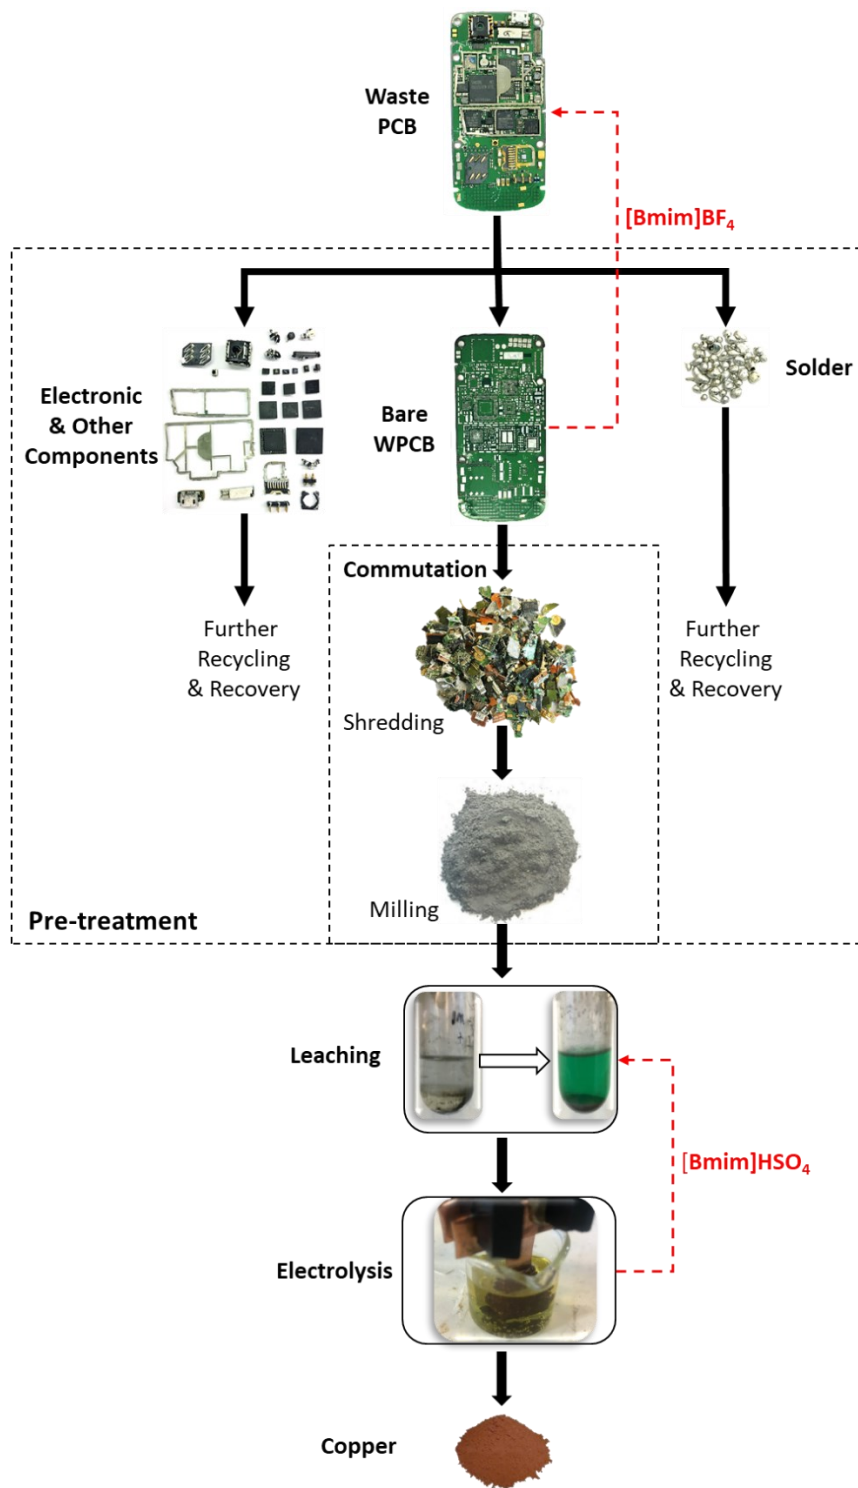 Waste
PCB
[Bmim]BF₄
Electronic
& Other
Components
Bare
WPCB
Solder
Commutation
Further
Recycling
& Recovery
Further
Recycling
& Recovery
Shredding
Milling
Pre-treatment
Leaching
[Bmim]HSO₄
Electrolysis
Copper